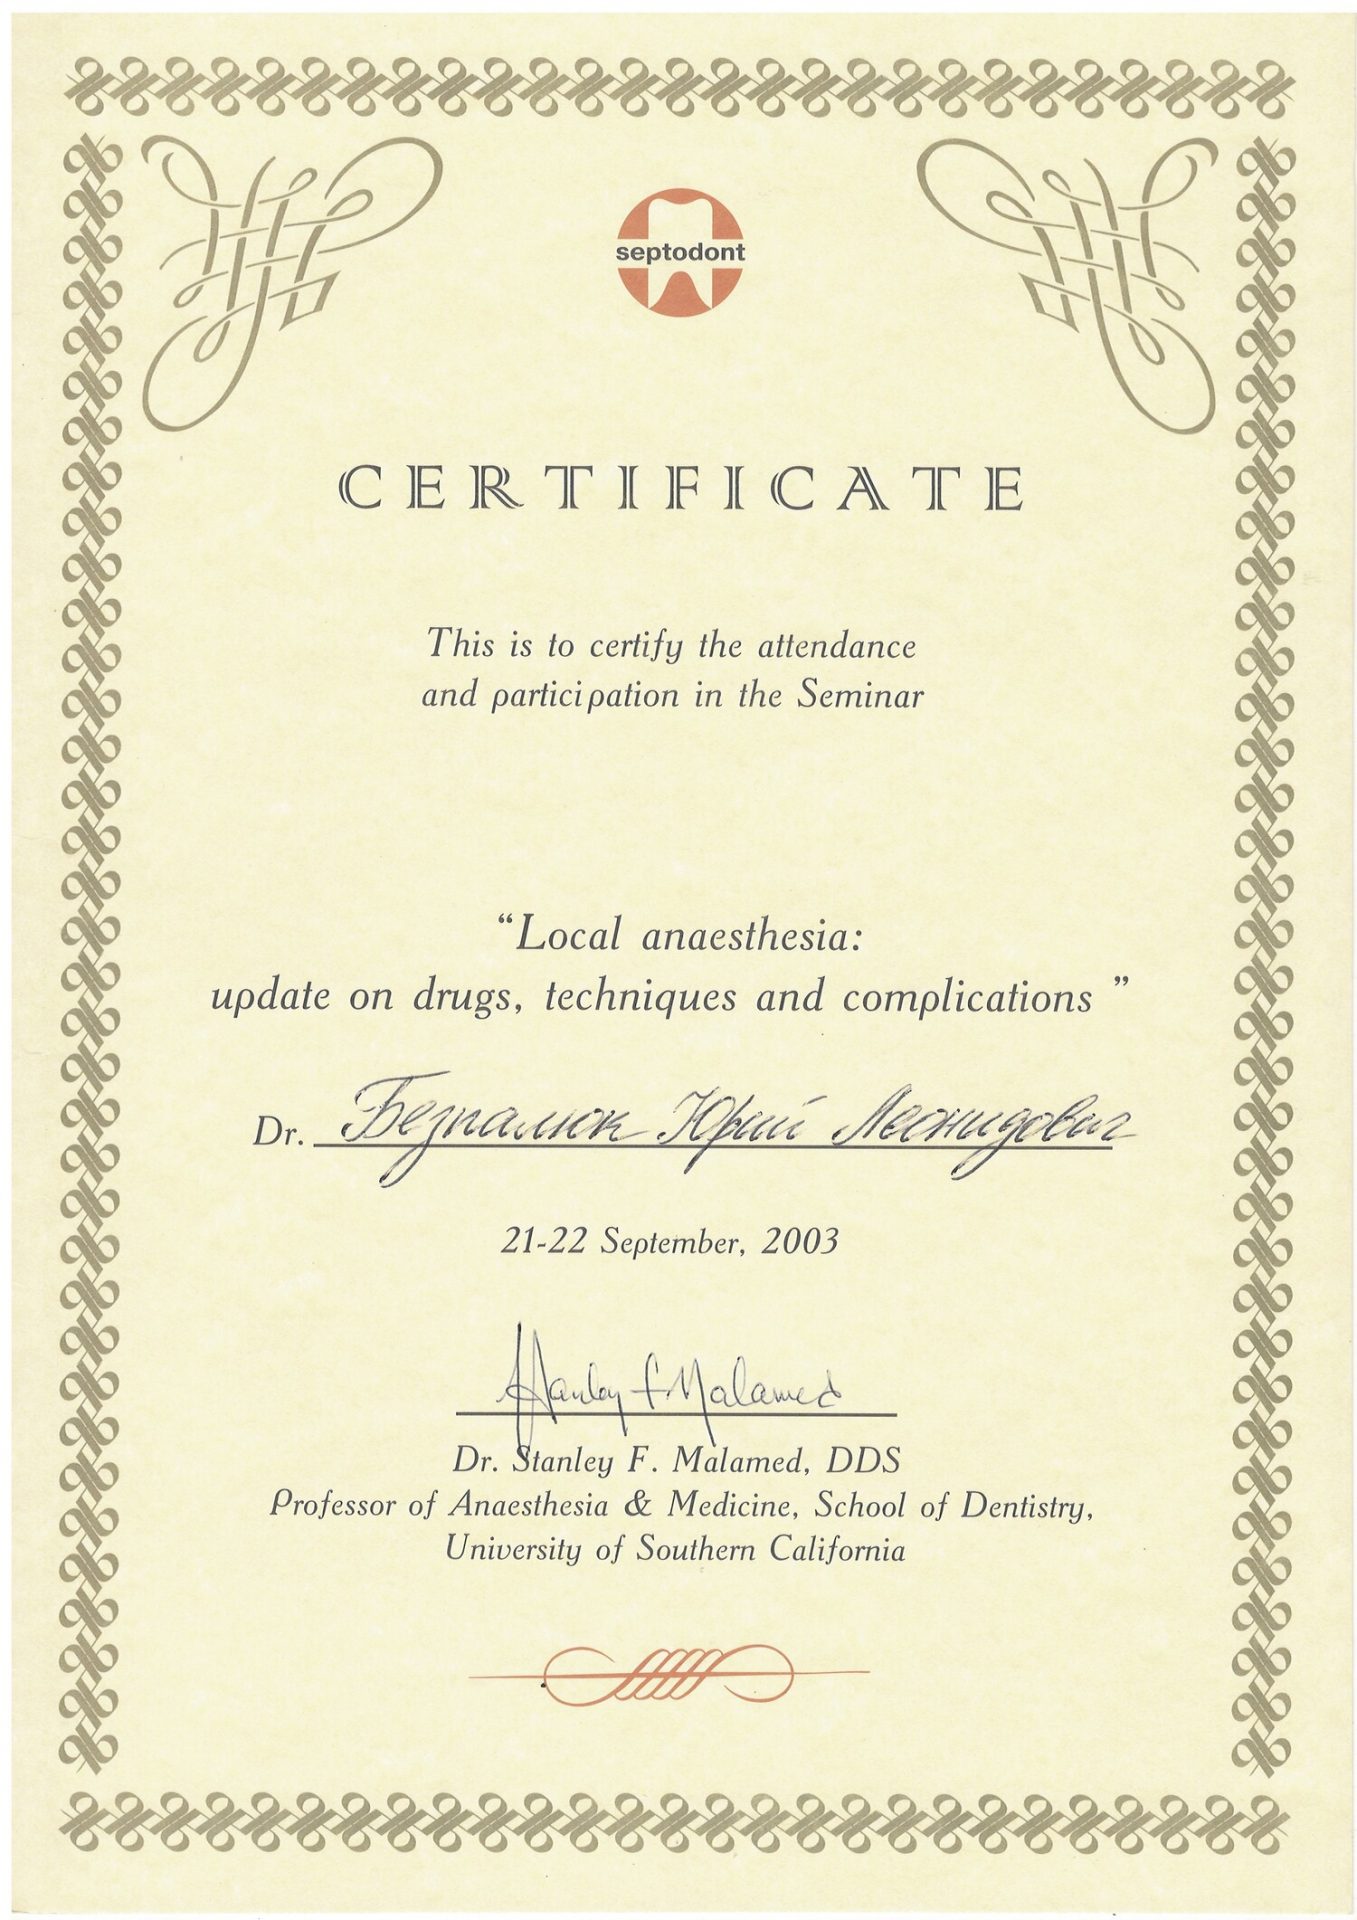 septodont
CERTIFICATE
This is to certify the attendance
and participation in the Seminar
“Local anaesthesia:
update on drugs, techniques and complications ”
Dr. Безпалюк Юрий Леонидович
21-22 September, 2003
Stanley F. Malamed
Dr. Stanley F. Malamed, DDS
Professor of Anaesthesia & Medicine, School of Dentistry,
University of Southern California